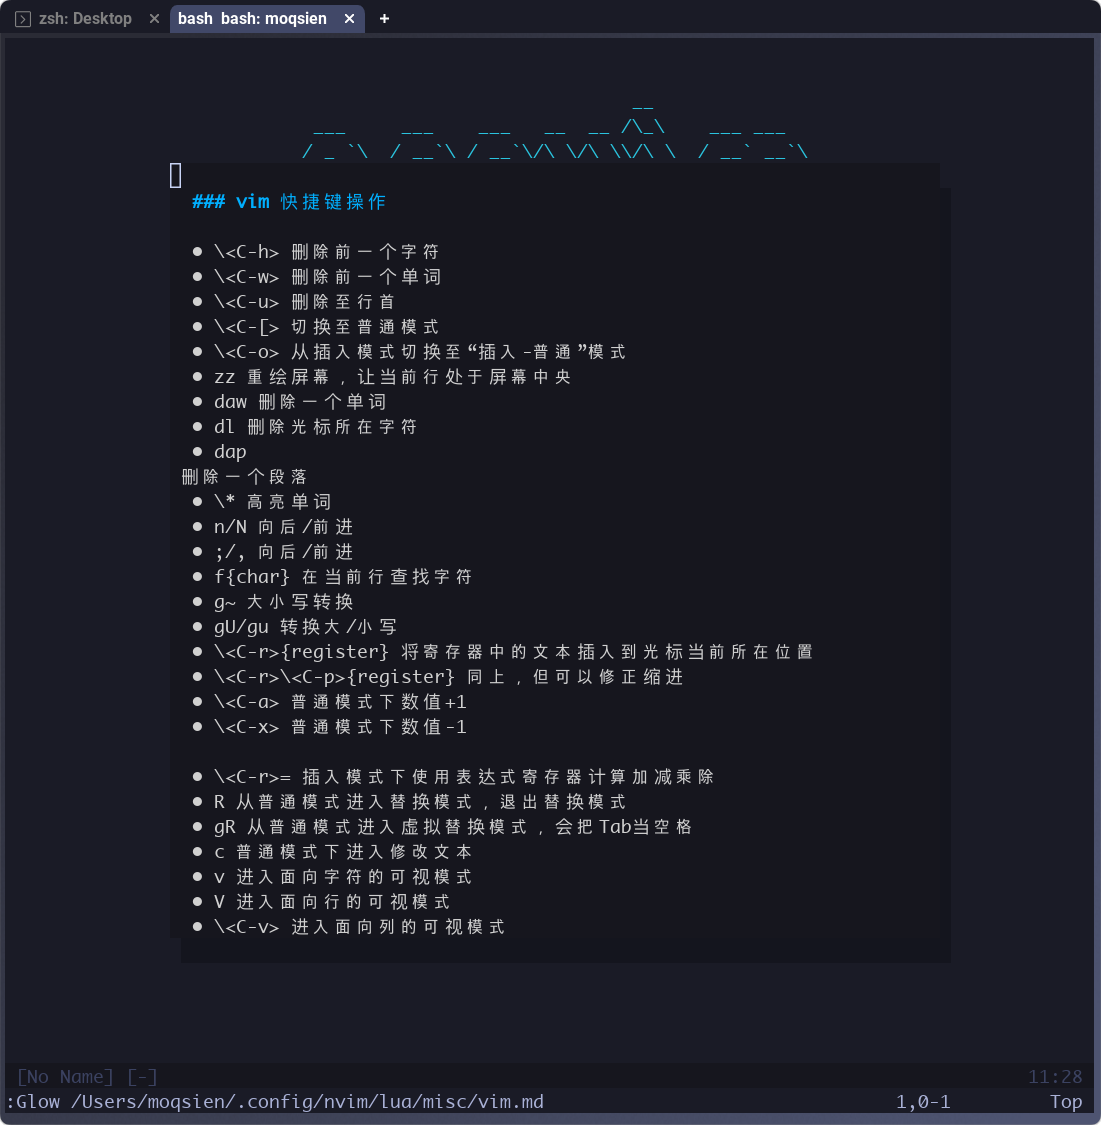 zsh: Desktop ✕ bash bash: moqsien ✕ +
                              __
 ___     ___    ___   __  __ /\_\    ___ ___
/ _ `\  / __`\ / __`\/\ \/\ \\/\ \  / __` __`\
### vim 快捷键操作
• \<C-h> 删除前一个字符
• \<C-w> 删除前一个单词
• \<C-u> 删除至行首
• \<C-[> 切换至普通模式
• \<C-o> 从插入模式切换至“插入-普通”模式
• zz 重绘屏幕，让当前行处于屏幕中央
• daw 删除一个单词
• dl 删除光标所在字符
• dap
删除一个段落
• \* 高亮单词
• n/N 向后/前进
• ;/, 向后/前进
• f{char} 在当前行查找字符
• g~ 大小写转换
• gU/gu 转换大/小写
• \<C-r>{register} 将寄存器中的文本插入到光标当前所在位置
• \<C-r>\<C-p>{register} 同上，但可以修正缩进
• \<C-a> 普通模式下数值+1
• \<C-x> 普通模式下数值-1
• \<C-r>= 插入模式下使用表达式寄存器计算加减乘除
• R 从普通模式进入替换模式，退出替换模式
• gR 从普通模式进入虚拟替换模式，会把Tab当空格
• c 普通模式下进入修改文本
• v 进入面向字符的可视模式
• V 进入面向行的可视模式
• \<C-v> 进入面向列的可视模式
[No Name] [-] 11:28
:Glow /Users/moqsien/.config/nvim/lua/misc/vim.md 1,0-1 Top